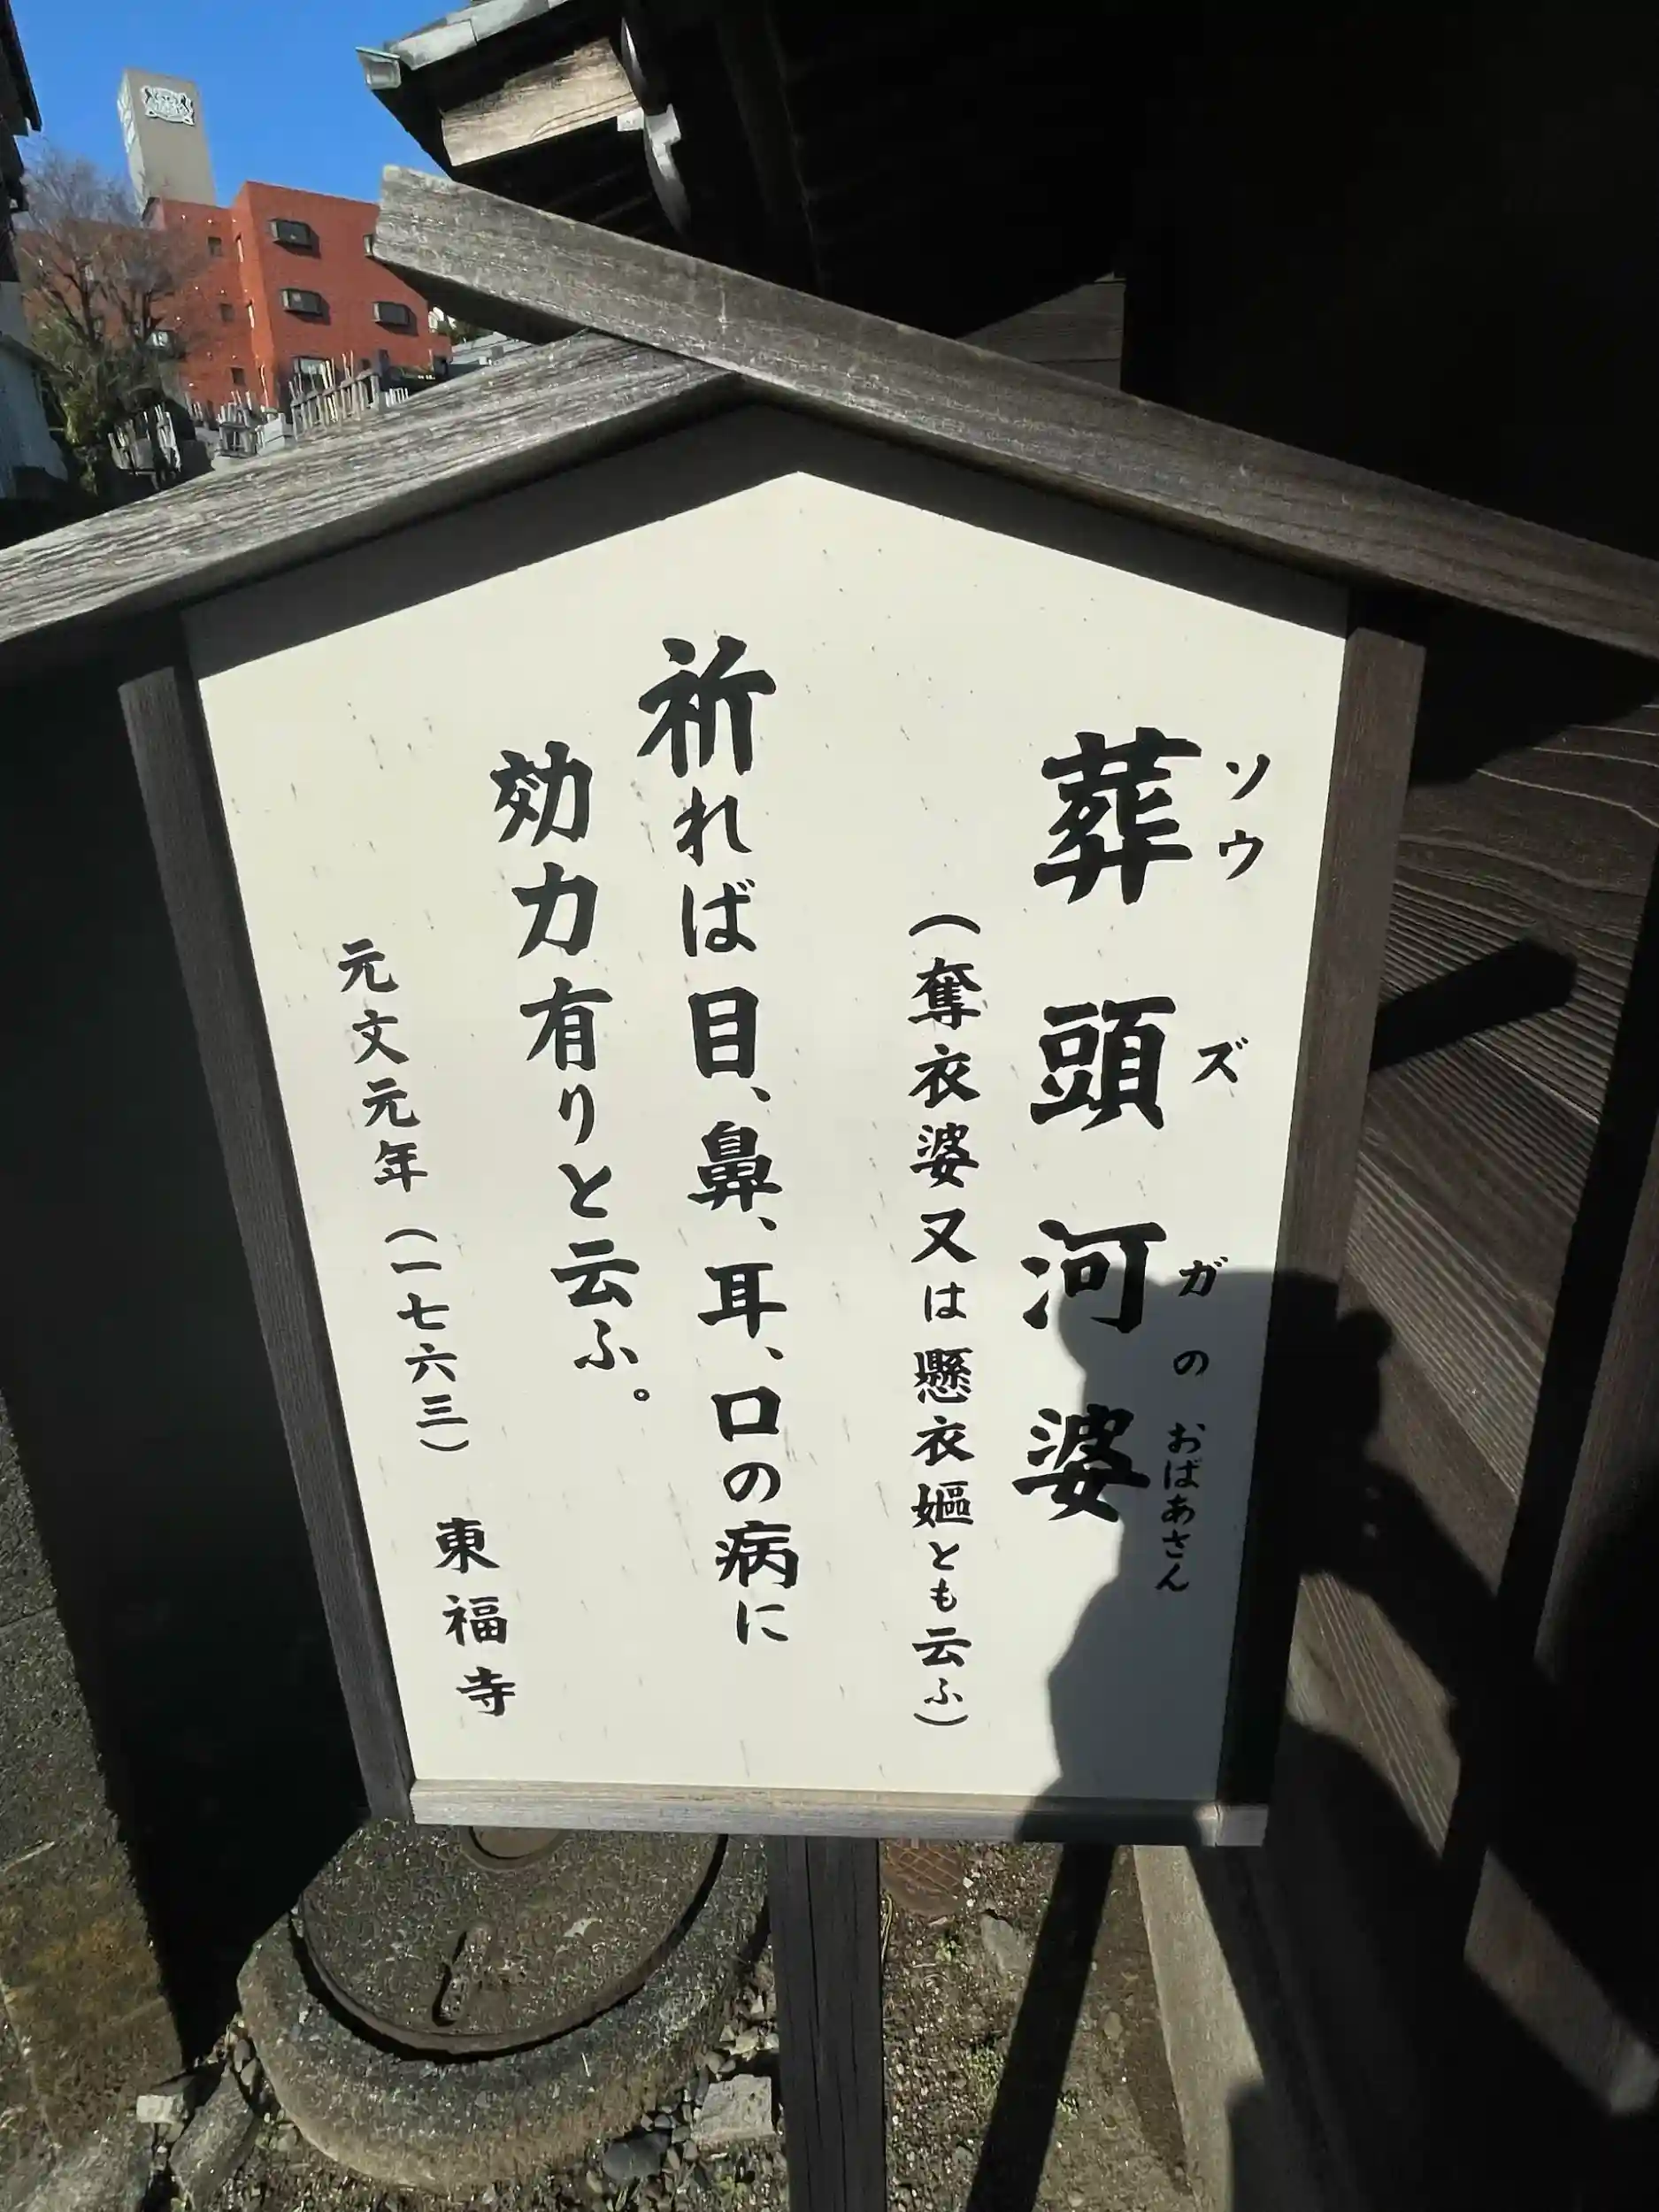 ソウ ズ ガの おばあさん
葬頭河婆
(奪衣婆又は懸衣嫗とも云ふ)
祈れば目、鼻、耳、口の病に
効力有りと云ふ。
元文元年(一七六三) 東福寺